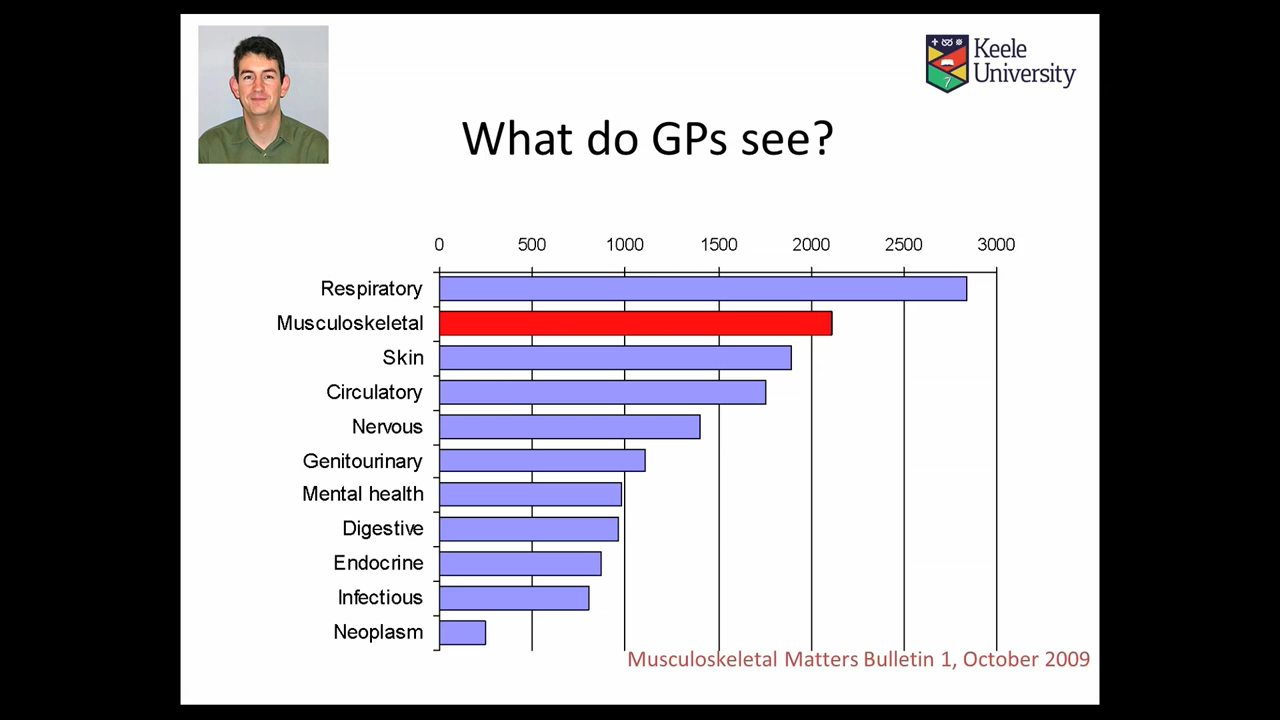 Keele
University
What do GPs see?
0 500 1000 1500 2000 2500 3000
Respiratory
Musculoskeletal
Skin
Circulatory
Nervous
Genitourinary
Mental health
Digestive
Endocrine
Infectious
Neoplasm
Musculoskeletal Matters Bulletin 1, October 2009